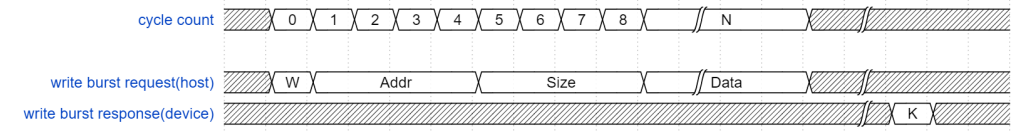 cycle count 0 1 2 3 4 5 6 7 8 N
write burst request(host) W Addr Size Data
write burst response(device) K